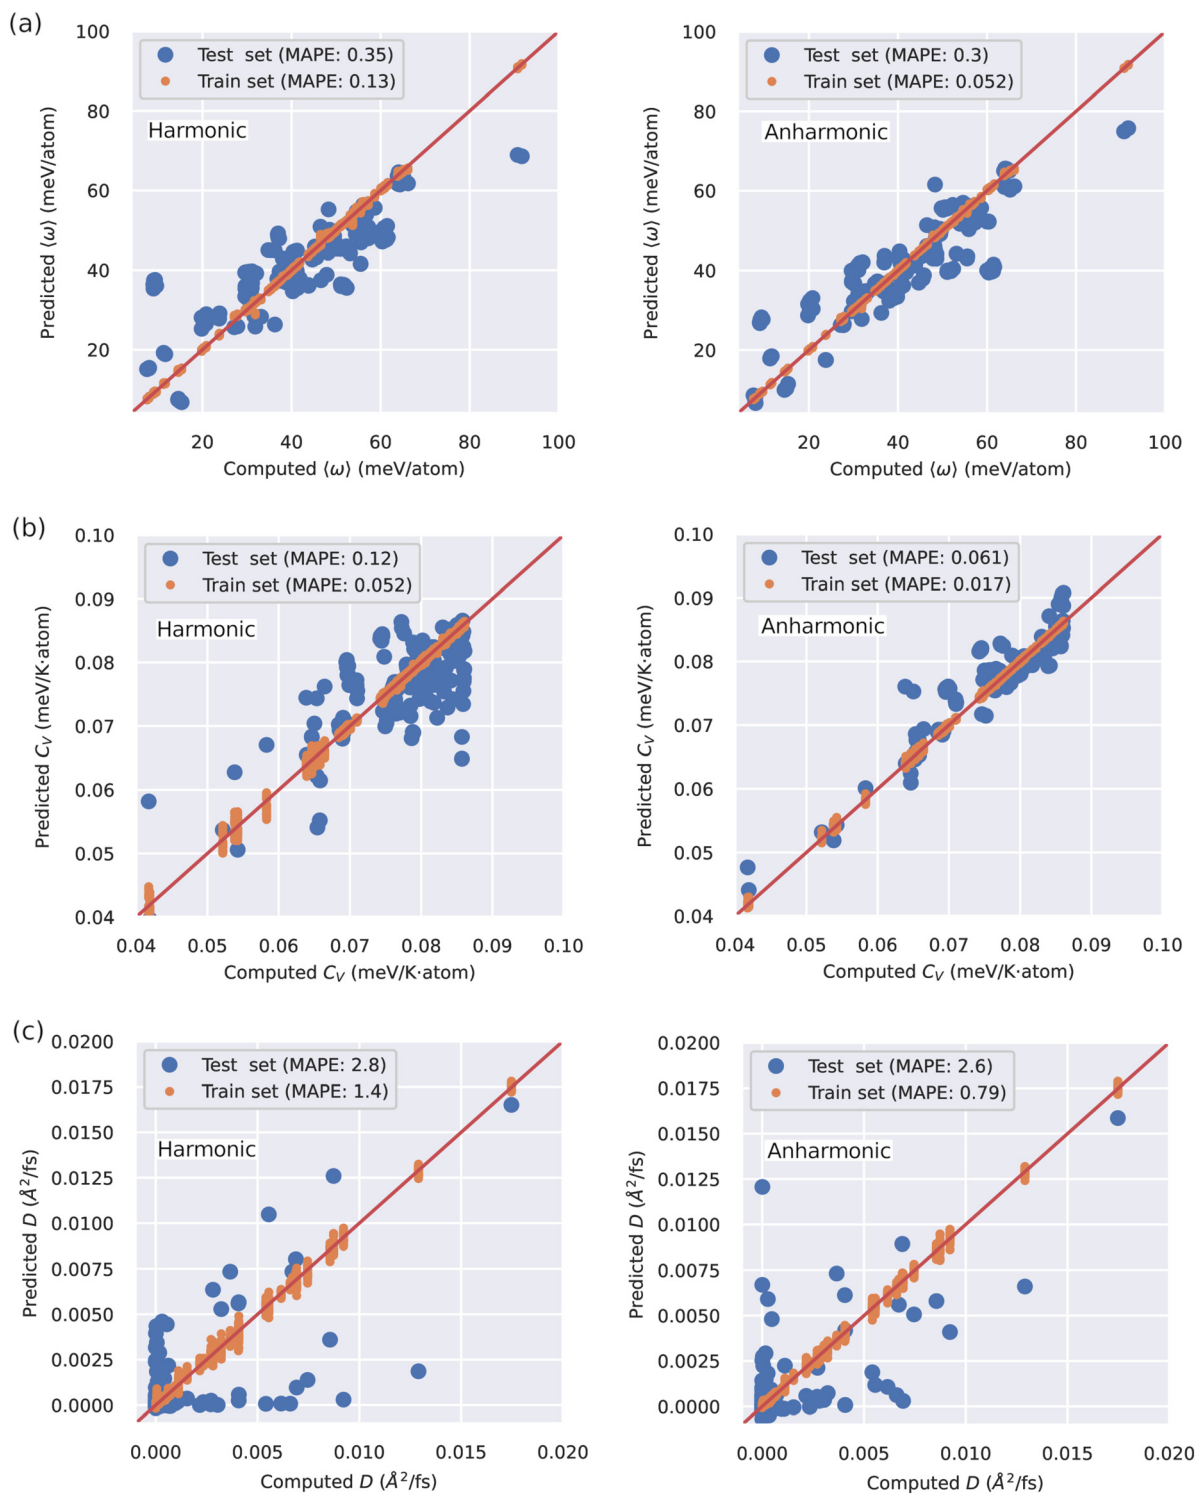 (a)
100
80
60
40
20
Predicted ⟨ω⟩ (meV/atom)
Test set (MAPE: 0.35)
Train set (MAPE: 0.13)
Harmonic
20 40 60 80 100
Computed ⟨ω⟩ (meV/atom)
100
80
60
40
20
Predicted ⟨ω⟩ (meV/atom)
Test set (MAPE: 0.3)
Train set (MAPE: 0.052)
Anharmonic
20 40 60 80 100
Computed ⟨ω⟩ (meV/atom)
(b)
0.10
0.09
0.08
0.07
0.06
0.05
0.04
Predicted C_V (meV/K·atom)
Test set (MAPE: 0.12)
Train set (MAPE: 0.052)
Harmonic
0.04 0.05 0.06 0.07 0.08 0.09 0.10
Computed C_V (meV/K·atom)
0.10
0.09
0.08
0.07
0.06
0.05
0.04
Predicted C_V (meV/K·atom)
Test set (MAPE: 0.061)
Train set (MAPE: 0.017)
Anharmonic
0.04 0.05 0.06 0.07 0.08 0.09 0.10
Computed C_V (meV/K·atom)
(c)
0.0200
0.0175
0.0150
0.0125
0.0100
0.0075
0.0050
0.0025
0.0000
Predicted D (Å²/fs)
Test set (MAPE: 2.8)
Train set (MAPE: 1.4)
Harmonic
0.000 0.005 0.010 0.015 0.020
Computed D (Å²/fs)
0.0200
0.0175
0.0150
0.0125
0.0100
0.0075
0.0050
0.0025
0.0000
Predicted D (Å²/fs)
Test set (MAPE: 2.6)
Train set (MAPE: 0.79)
Anharmonic
0.000 0.005 0.010 0.015 0.020
Computed D (Å²/fs)